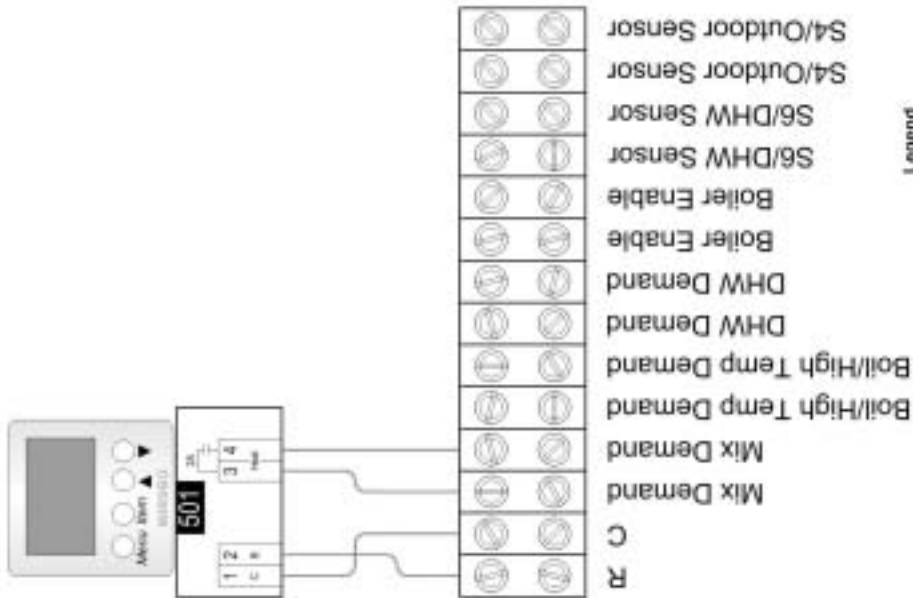 R
C
Mix Demand
Mix Demand
Boil/High Temp Demand
Boil/High Temp Demand
DHW Demand
DHW Demand
Boiler Enable
Boiler Enable
S6/DHW Sensor
S6/DHW Sensor
S4/Outdoor Sensor
S4/Outdoor Sensor
Legend
501
1 2
C R
3 4
Heat
2A
Menu Item